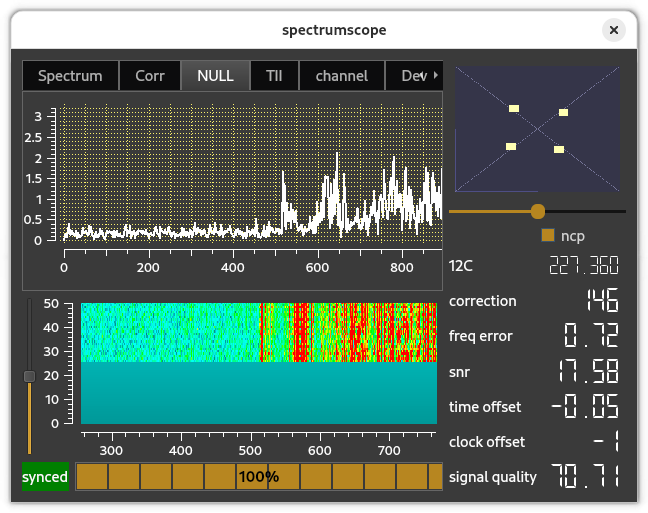 spectrumscope
Spectrum Corr NULL TII channel Dev
3
2.5
2
1.5
1
0.5
0
0 200 400 600 800
ncp
12C 227.360
correction 146
freq error 0.72
snr 17.58
time offset -0.05
clock offset -1
signal quality 70.71
50
40
30
20
10
0
300 400 500 600 700
synced 100%